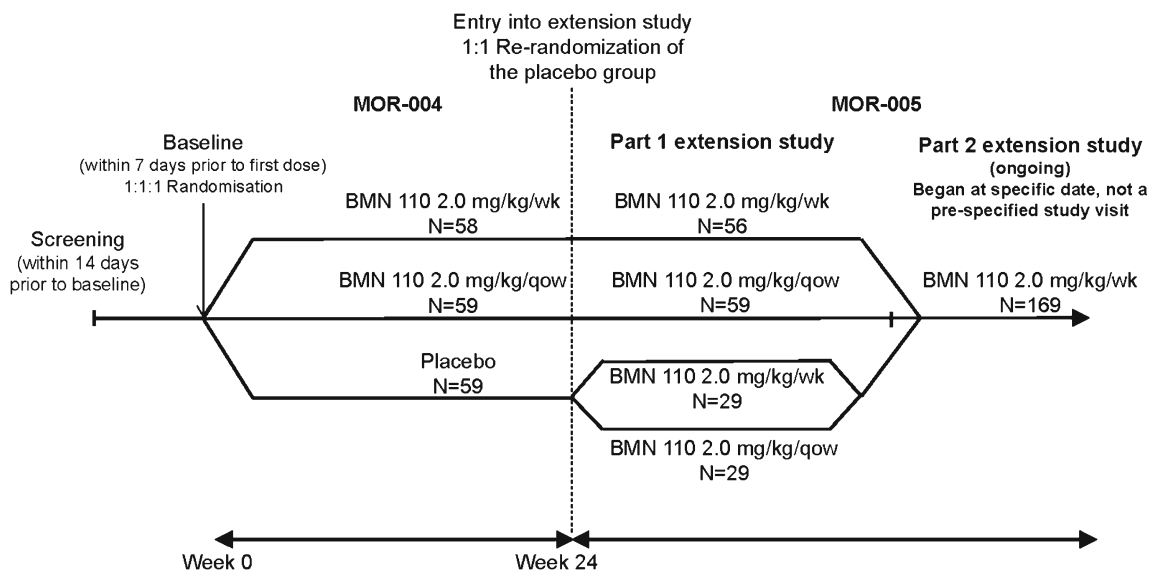 Entry into extension study
1:1 Re-randomization of
the placebo group
MOR-004
MOR-005
Baseline
(within 7 days prior to first dose)
1:1:1 Randomisation
Part 1 extension study
Part 2 extension study
(ongoing)
Began at specific date, not a
pre-specified study visit
Screening
(within 14 days
prior to baseline)
BMN 110 2.0 mg/kg/wk
N=58
BMN 110 2.0 mg/kg/wk
N=56
BMN 110 2.0 mg/kg/qow
N=59
BMN 110 2.0 mg/kg/qow
N=59
BMN 110 2.0 mg/kg/wk
N=169
Placebo
N=59
BMN 110 2.0 mg/kg/wk
N=29
BMN 110 2.0 mg/kg/qow
N=29
Week 0
Week 24